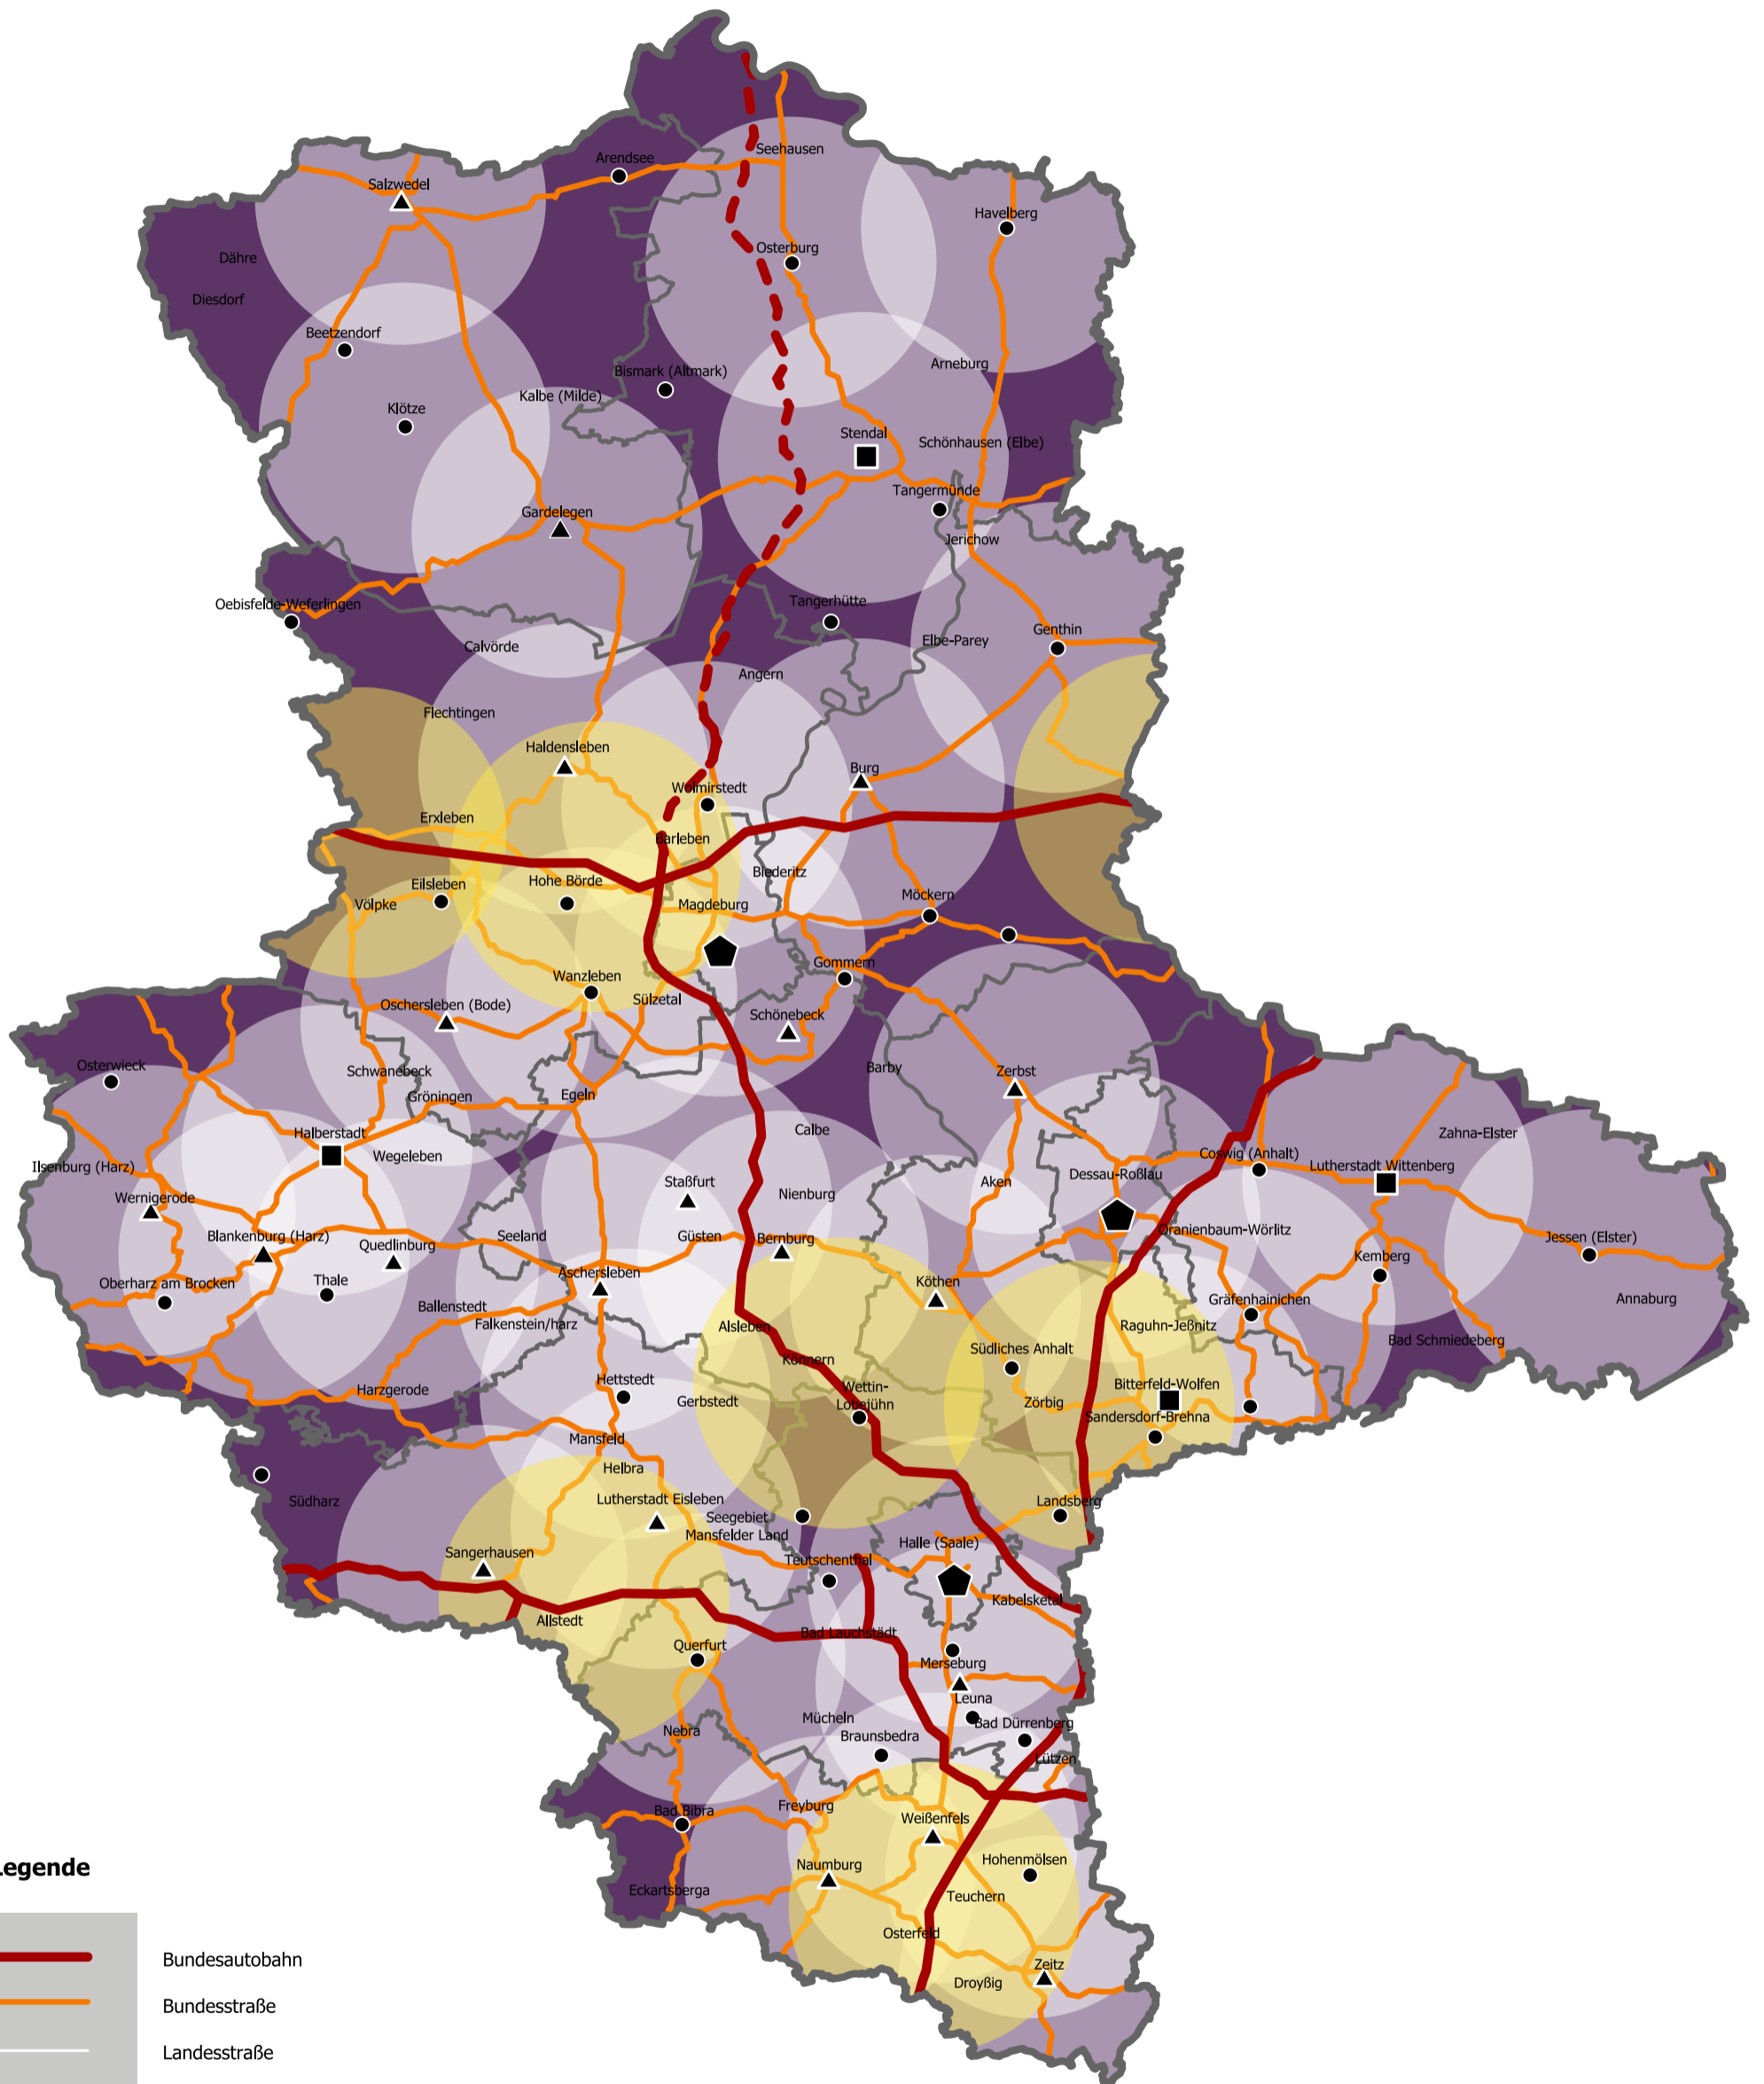 Seehausen
Arendsee
Salzwedel
Havelberg
Osterburg
Dähre
Diesdorf
Beetzendorf
Arneburg
Bismark (Altmark)
Kalbe (Milde)
Klötze
Stendal
Schönhausen (Elbe)
Tangermünde
Gardelegen
Jerichow
Oebisfelde-Weferlingen
Tangerhütte
Genthin
Elbe-Parey
Calvörde
Angern
Flechtingen
Haldensleben
Burg
Wolmirstedt
Erxleben
Barleben
Biederitz
Eilsleben
Hohe Börde
Möckern
Völpke
Magdeburg
Gommern
Wanzleben
Sülzetal
Oschersleben (Bode)
Schönebeck
Osterwieck
Schwanebeck
Barby
Zerbst
Gröningen
Egeln
Calbe
Halberstadt
Zahna-Elster
Wegeleben
Coswig (Anhalt)
Ilsenburg (Harz)
Lutherstadt Wittenberg
Dessau-Roßlau
Staßfurt
Aken
Nienburg
Wernigerode
Blankenburg (Harz)
Seeland
Güsten
Bernburg
Oranienbaum-Wörlitz
Quedlinburg
Jessen (Elster)
Kemberg
Oberharz am Brocken
Thale
Aschersleben
Köthen
Gräfenhainichen
Annaburg
Ballenstedt
Falkenstein/harz
Alsleben
Raguhn-Jeßnitz
Bad Schmiedeberg
Südliches Anhalt
Könnern
Hettstedt
Harzgerode
Wettin-
Lobejühn
Bitterfeld-Wolfen
Gerbstedt
Zörbig
Sandersdorf-Brehna
Mansfeld
Helbra
Südharz
Lutherstadt Eisleben
Landsberg
Seegebiet
Mansfelder Land
Halle (Saale)
Sangerhausen
Teutschenthal
Kabelsketal
Allstedt
Bad Lauchstädt
Querfurt
Merseburg
Leuna
Mücheln
Bad Dürrenberg
Nebra
Braunsbedra
Lützen
Bad Bibra
Freyburg
Weißenfels
Naumburg
Hohenmölsen
Eckartsberga
Teuchern
Osterfeld
Zeitz
Droyßig
Legende
Bundesautobahn
Bundesstraße
Landesstraße